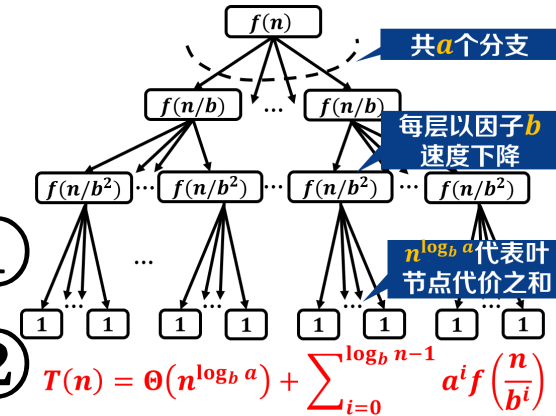 f(n)
共a个分支
f(n/b) ... f(n/b)
每层以因子b
速度下降
f(n/b²) ... f(n/b²) ... f(n/b²) ... f(n/b²)
n^{log_b a}代表叶
节点代价之和
...
... ... ... ...
1 1 1 1 1 1 1 1
2
T(n) = Θ(n^{log_b a}) + ∑_{i=0}^{log_b n−1} a^i f(n/b^i)